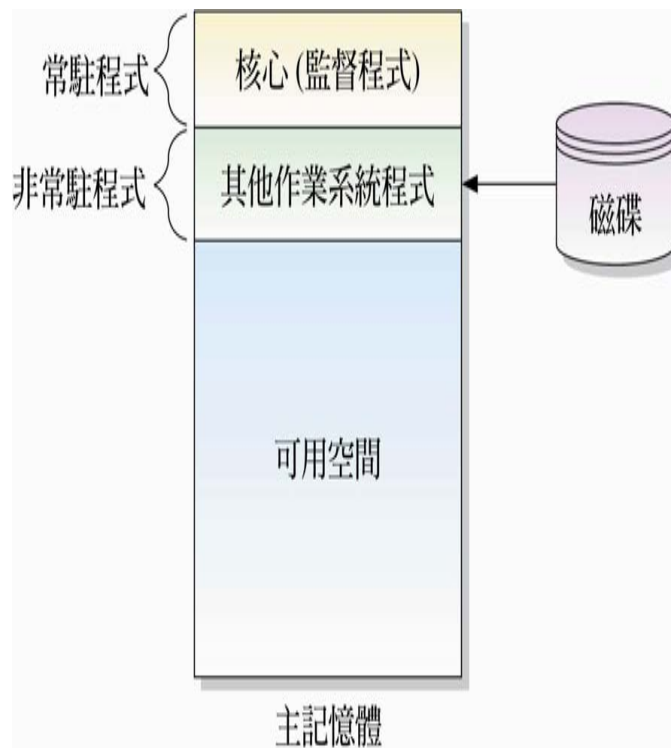 常駐程式
核心 (監督程式)
非常駐程式
其他作業系統程式
磁碟
可用空間
主記憶體